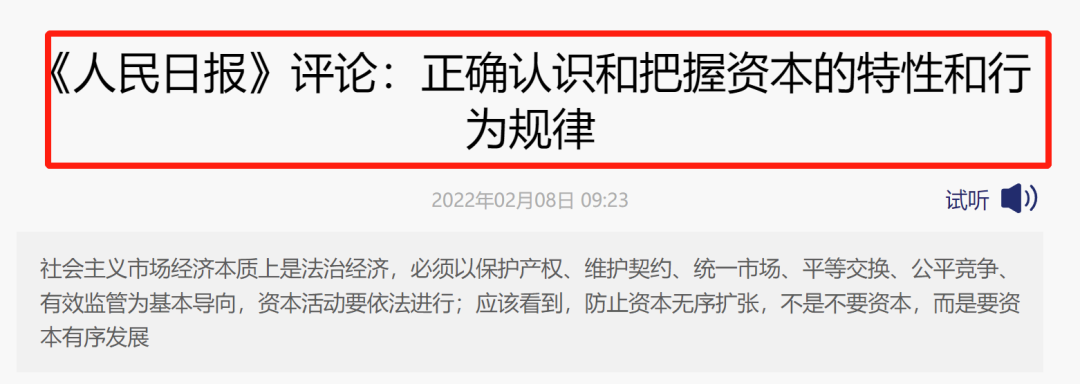 《人民日报》评论：正确认识和把握资本的特性和行
为规律
2022年02月08日 09:23
试听
社会主义市场经济本质上是法治经济，必须以保护产权、维护契约、统一市场、平等交换、公平竞争、
有效监管为基本导向，资本活动要依法进行；应该看到，防止资本无序扩张，不是不要资本，而是要资
本有序发展